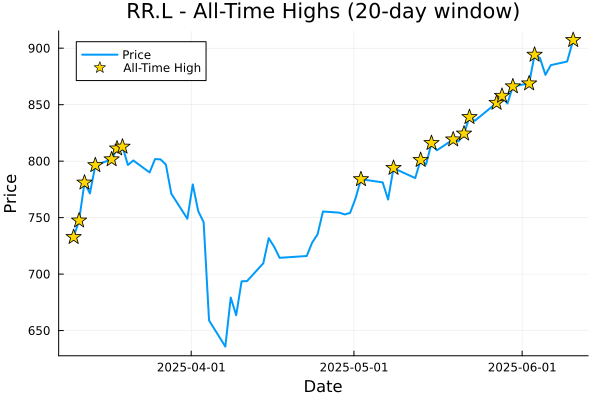 RR.L - All-Time Highs (20-day window)
Price
All-Time High
900
850
800
750
700
650
Price
2025-04-01
2025-05-01
2025-06-01
Date